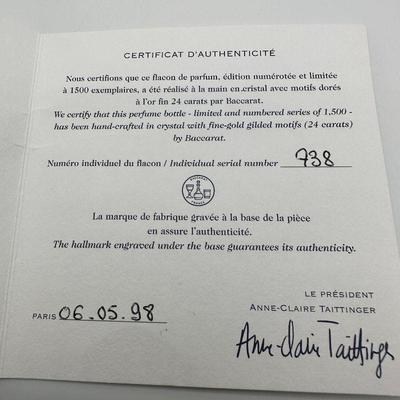 CERTIFICAT D'AUTHENTICITÉ
Nous certifions que ce flacon de parfum, édition numérotée et limitée
à 1500 exemplaires, a été réalisé à la main en cristal avec motifs dorés
à l'or fin 24 carats par Baccarat.
We certify that this perfume bottle - limited and numbered series of 1,500 -
has been hand-crafted in crystal with fine-gold gilded motifs (24 carats)
by Baccarat.
Numéro individuel du flacon / Individual serial number 738
BACCARAT
FRANCE
La marque de fabrique gravée à la base de la pièce
en assure l'authenticité.
The hallmark engraved under the base guarantees its authenticity.
LE PRÉSIDENT
ANNE-CLAIRE TAITTINGER
PARIS 06.05.98
Anne-Claire Taittinger